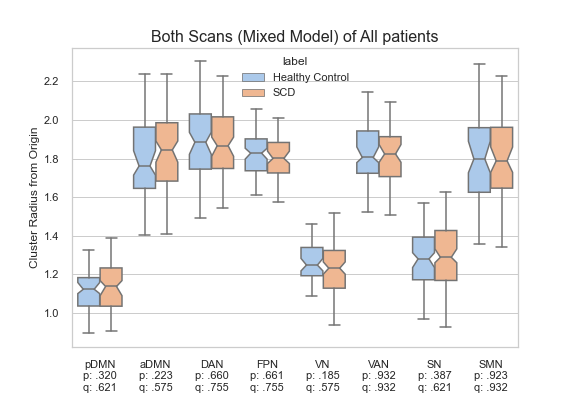 Both Scans (Mixed Model) of All patients
label
Healthy Control
SCD
Cluster Radius from Origin
2.2
2.0
1.8
1.6
1.4
1.2
1.0
pDMN aDMN DAN FPN VN VAN SN SMN
p: .320 p: .223 p: .660 p: .661 p: .185 p: .932 p: .387 p: .923
q: .621 q: .575 q: .755 q: .755 q: .575 q: .932 q: .621 q: .932